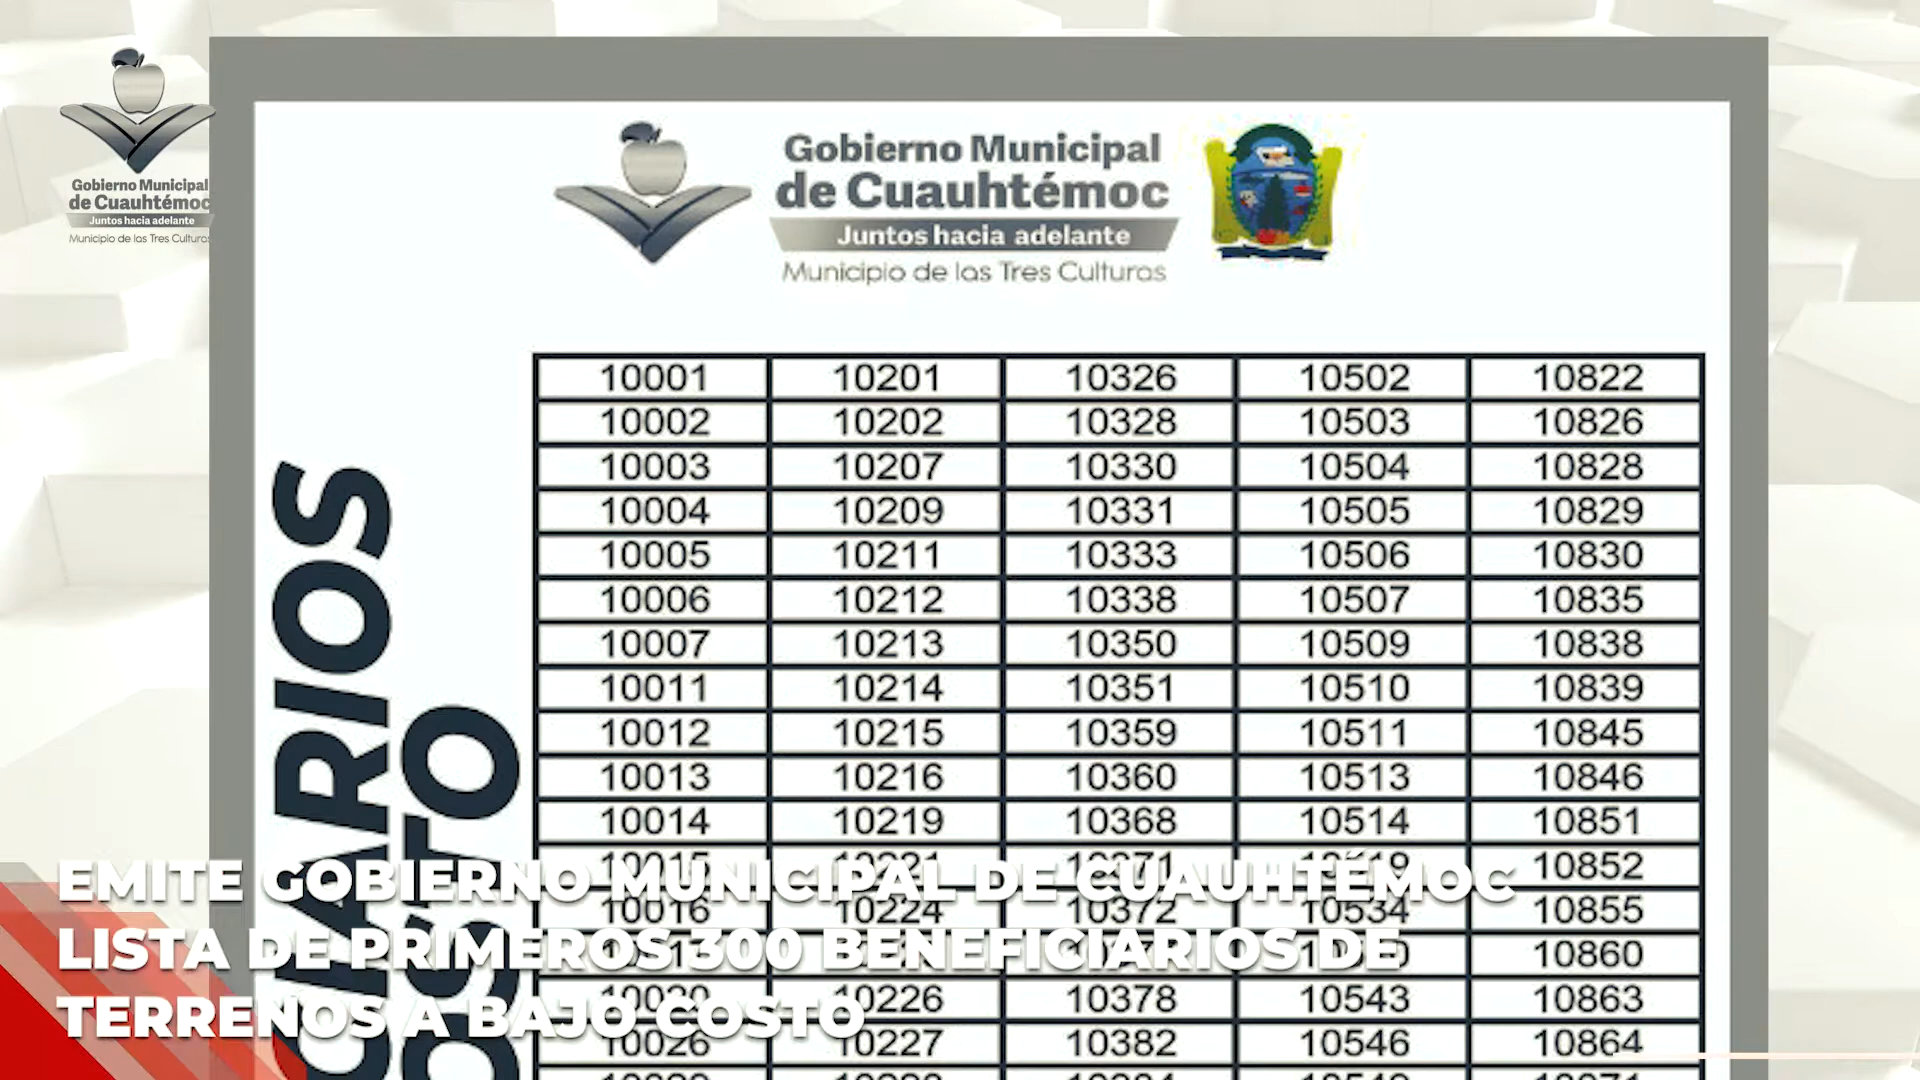 Gobierno Municipal
de Cuauhtémoc
Juntos hacia adelante
Municipio de las Tres Culturas
Gobierno Municipal
de Cuauhtémoc
Juntos hacia adelante
Municipio de las Tres Culturas
10001 10201 10326 10502 10822
10002 10202 10328 10503 10826
10003 10207 10330 10504 10828
10004 10209 10331 10505 10829
10005 10211 10333 10506 10830
10006 10212 10338 10507 10835
10007 10213 10350 10509 10838
10011 10214 10351 10510 10839
10012 10215 10359 10511 10845
10013 10216 10360 10513 10846
10014 10219 10368 10514 10851
10852
10016 10224 10372 10534 10855
10860
10226 10378 10543 10863
10026 10227 10382 10546 10864
EMITE GOBIERNO MUNICIPAL DE CUAUHTÉMOC
LISTA DE PRIMEROS 300 BENEFICIARIOS DE
TERRENOS A BAJO COSTO